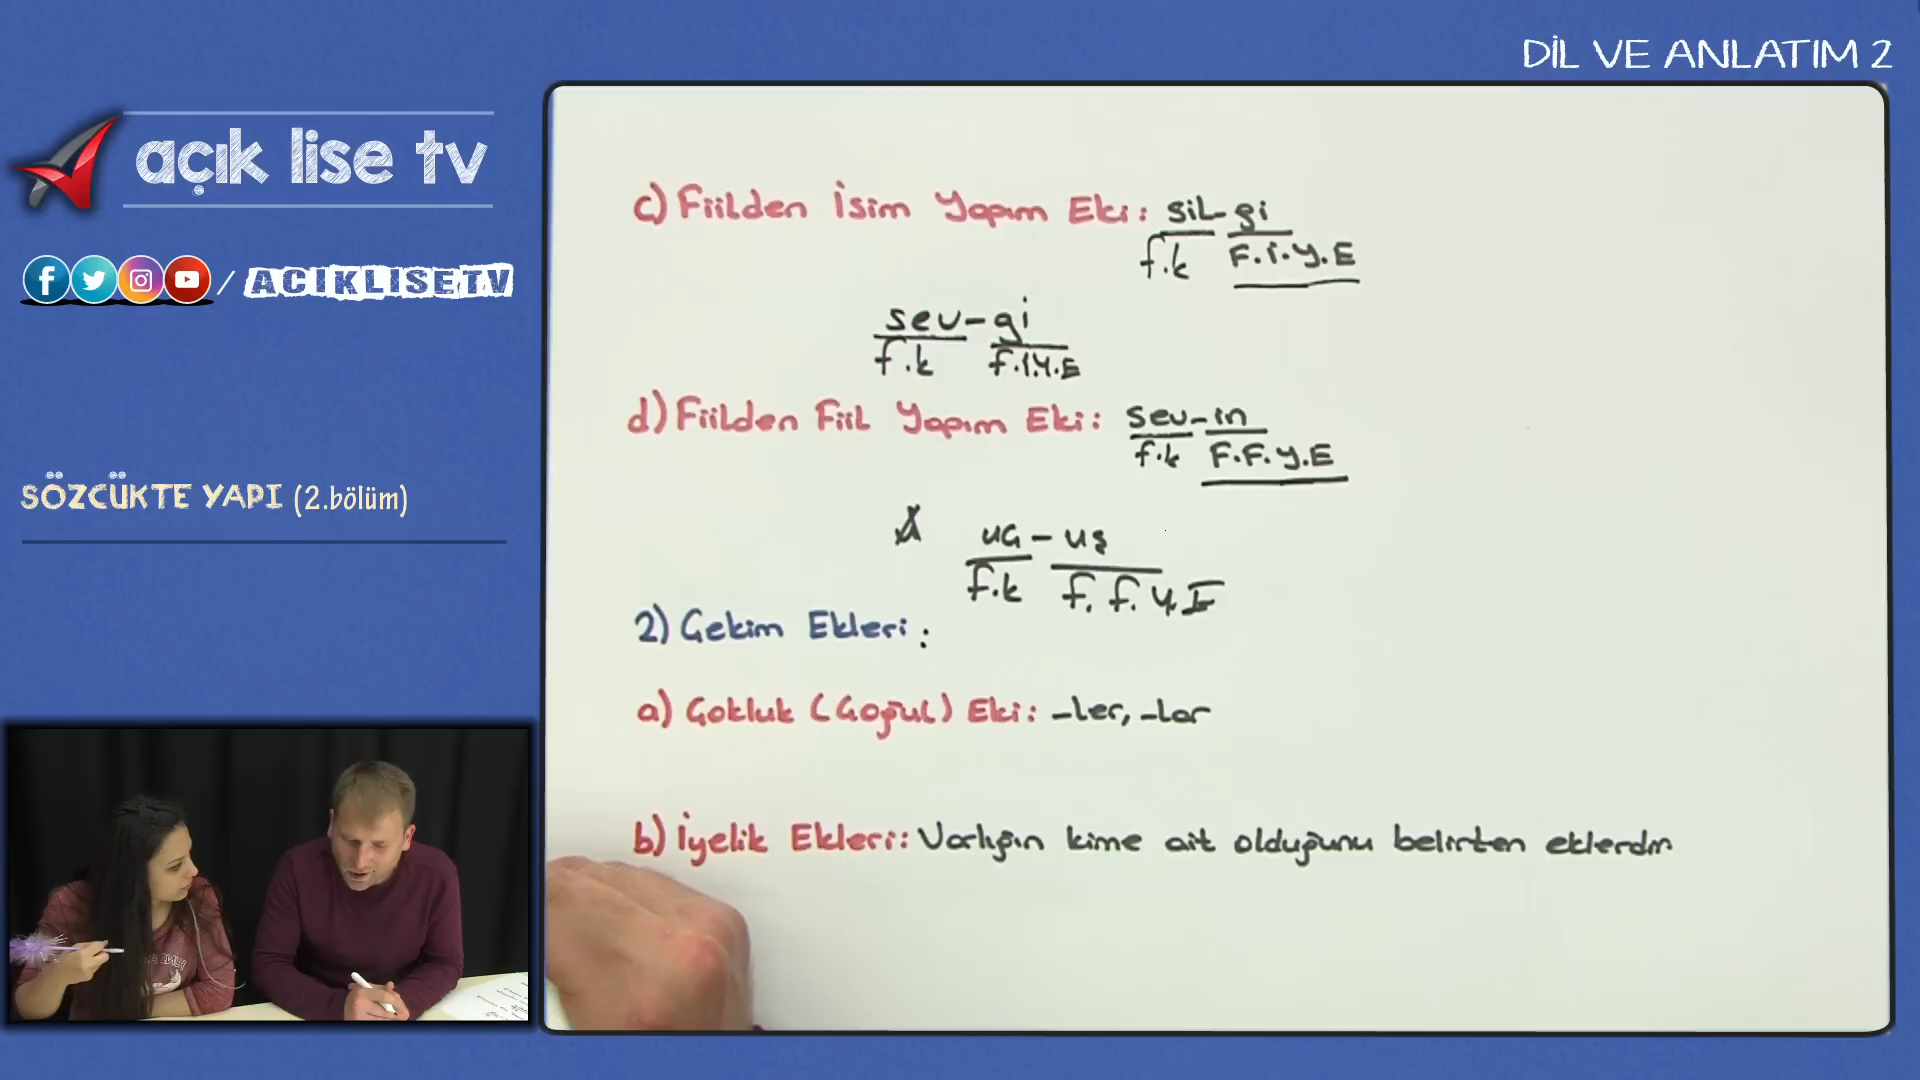 DİL VE ANLATIM 2
açık lise tv
/ ACIKLISETV
SÖZCÜKTE YAPI (2.bölüm)
c) Fiilden İsim Yapım Eki: sil-gi
f.k F.i.y.E
sev-gi
f.k f.i.y.E
d) Fiilden Fiil Yapım Eki: sev-in
f.k F.F.y.E
uç-uş
f.k f.f.y.E
2) Çekim Ekleri:
a) Çokluk (Çoğul) Eki: -ler, -lar
b) İyelik Ekleri: Varlığın kime ait olduğunu belirten eklerdir